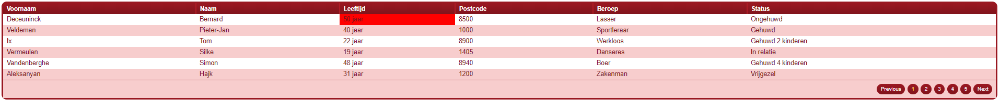 Voornaam Naam Leeftijd Postcode Beroep Status
Deceuninck Bernard 50 jaar 8500 Lasser Ongehuwd
Veldeman Pieter-Jan 40 jaar 1000 Sportleraar Gehuwd
Ix Tom 22 jaar 8900 Werkloos Gehuwd 2 kinderen
Vermeulen Silke 19 jaar 1405 Danseres In relatie
Vandenberghe Simon 48 jaar 8940 Boer Gehuwd 4 kinderen
Aleksanyan Hajk 31 jaar 1200 Zakenman Vrijgezel
Previous 1 2 3 4 5 Next